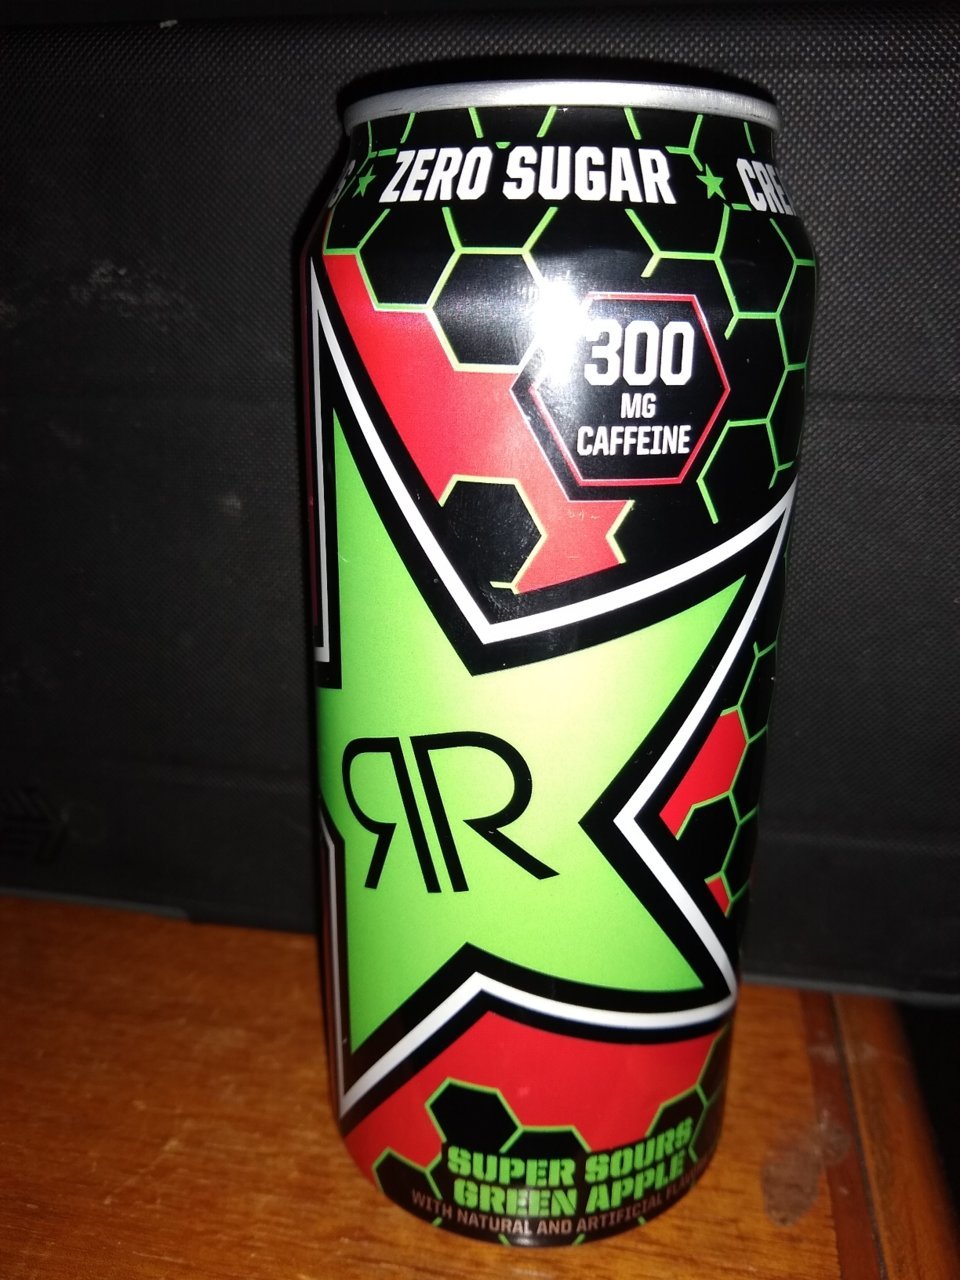 ZERO SUGAR
300
MG
CAFFEINE
RR
SUPER SOURS
GREEN APPLE
WITH NATURAL AND ARTIFICIAL